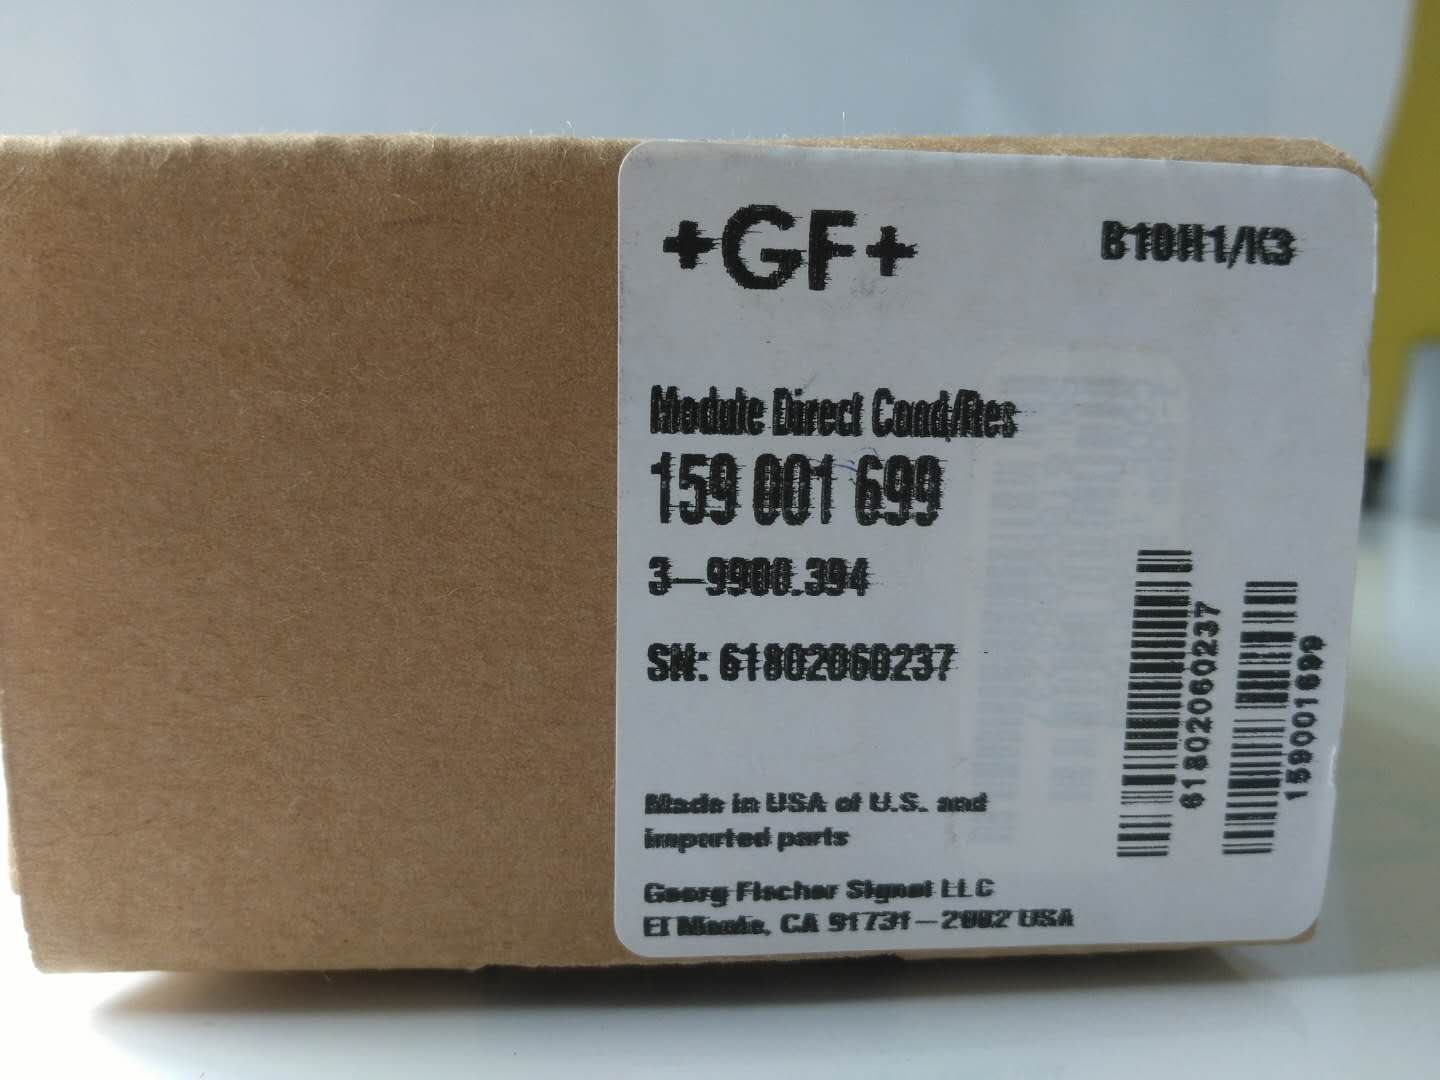 +GF+
B10H1/K3
Module Direct Cond/Res
159 001 699
3-9900.394
SN: 61802060237
Made in USA of U.S. and
imported parts
Georg Fischer Signet LLC
El Monte, CA 91731-2882 USA
61802060237
159001699